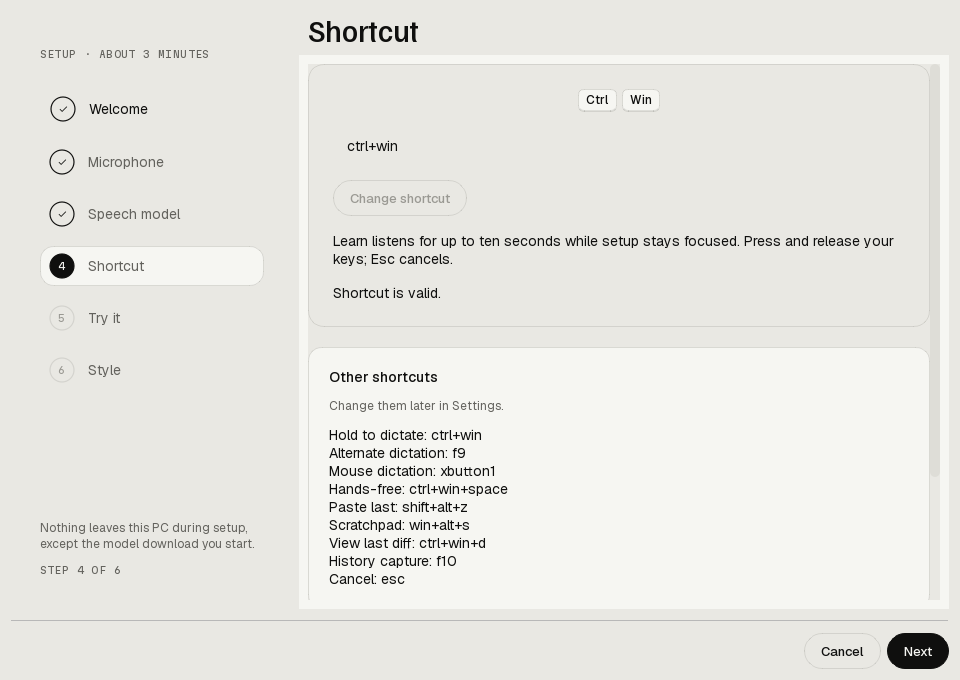 Shortcut
SETUP · ABOUT 3 MINUTES
Welcome
Microphone
Speech model
4 Shortcut
5 Try it
6 Style
Nothing leaves this PC during setup,
except the model download you start.
STEP 4 OF 6
Ctrl Win
ctrl+win
Change shortcut
Learn listens for up to ten seconds while setup stays focused. Press and release your
keys; Esc cancels.
Shortcut is valid.
Other shortcuts
Change them later in Settings.
Hold to dictate: ctrl+win
Alternate dictation: f9
Mouse dictation: xbutton1
Hands-free: ctrl+win+space
Paste last: shift+alt+z
Scratchpad: win+alt+s
View last diff: ctrl+win+d
History capture: f10
Cancel: esc
Cancel Next